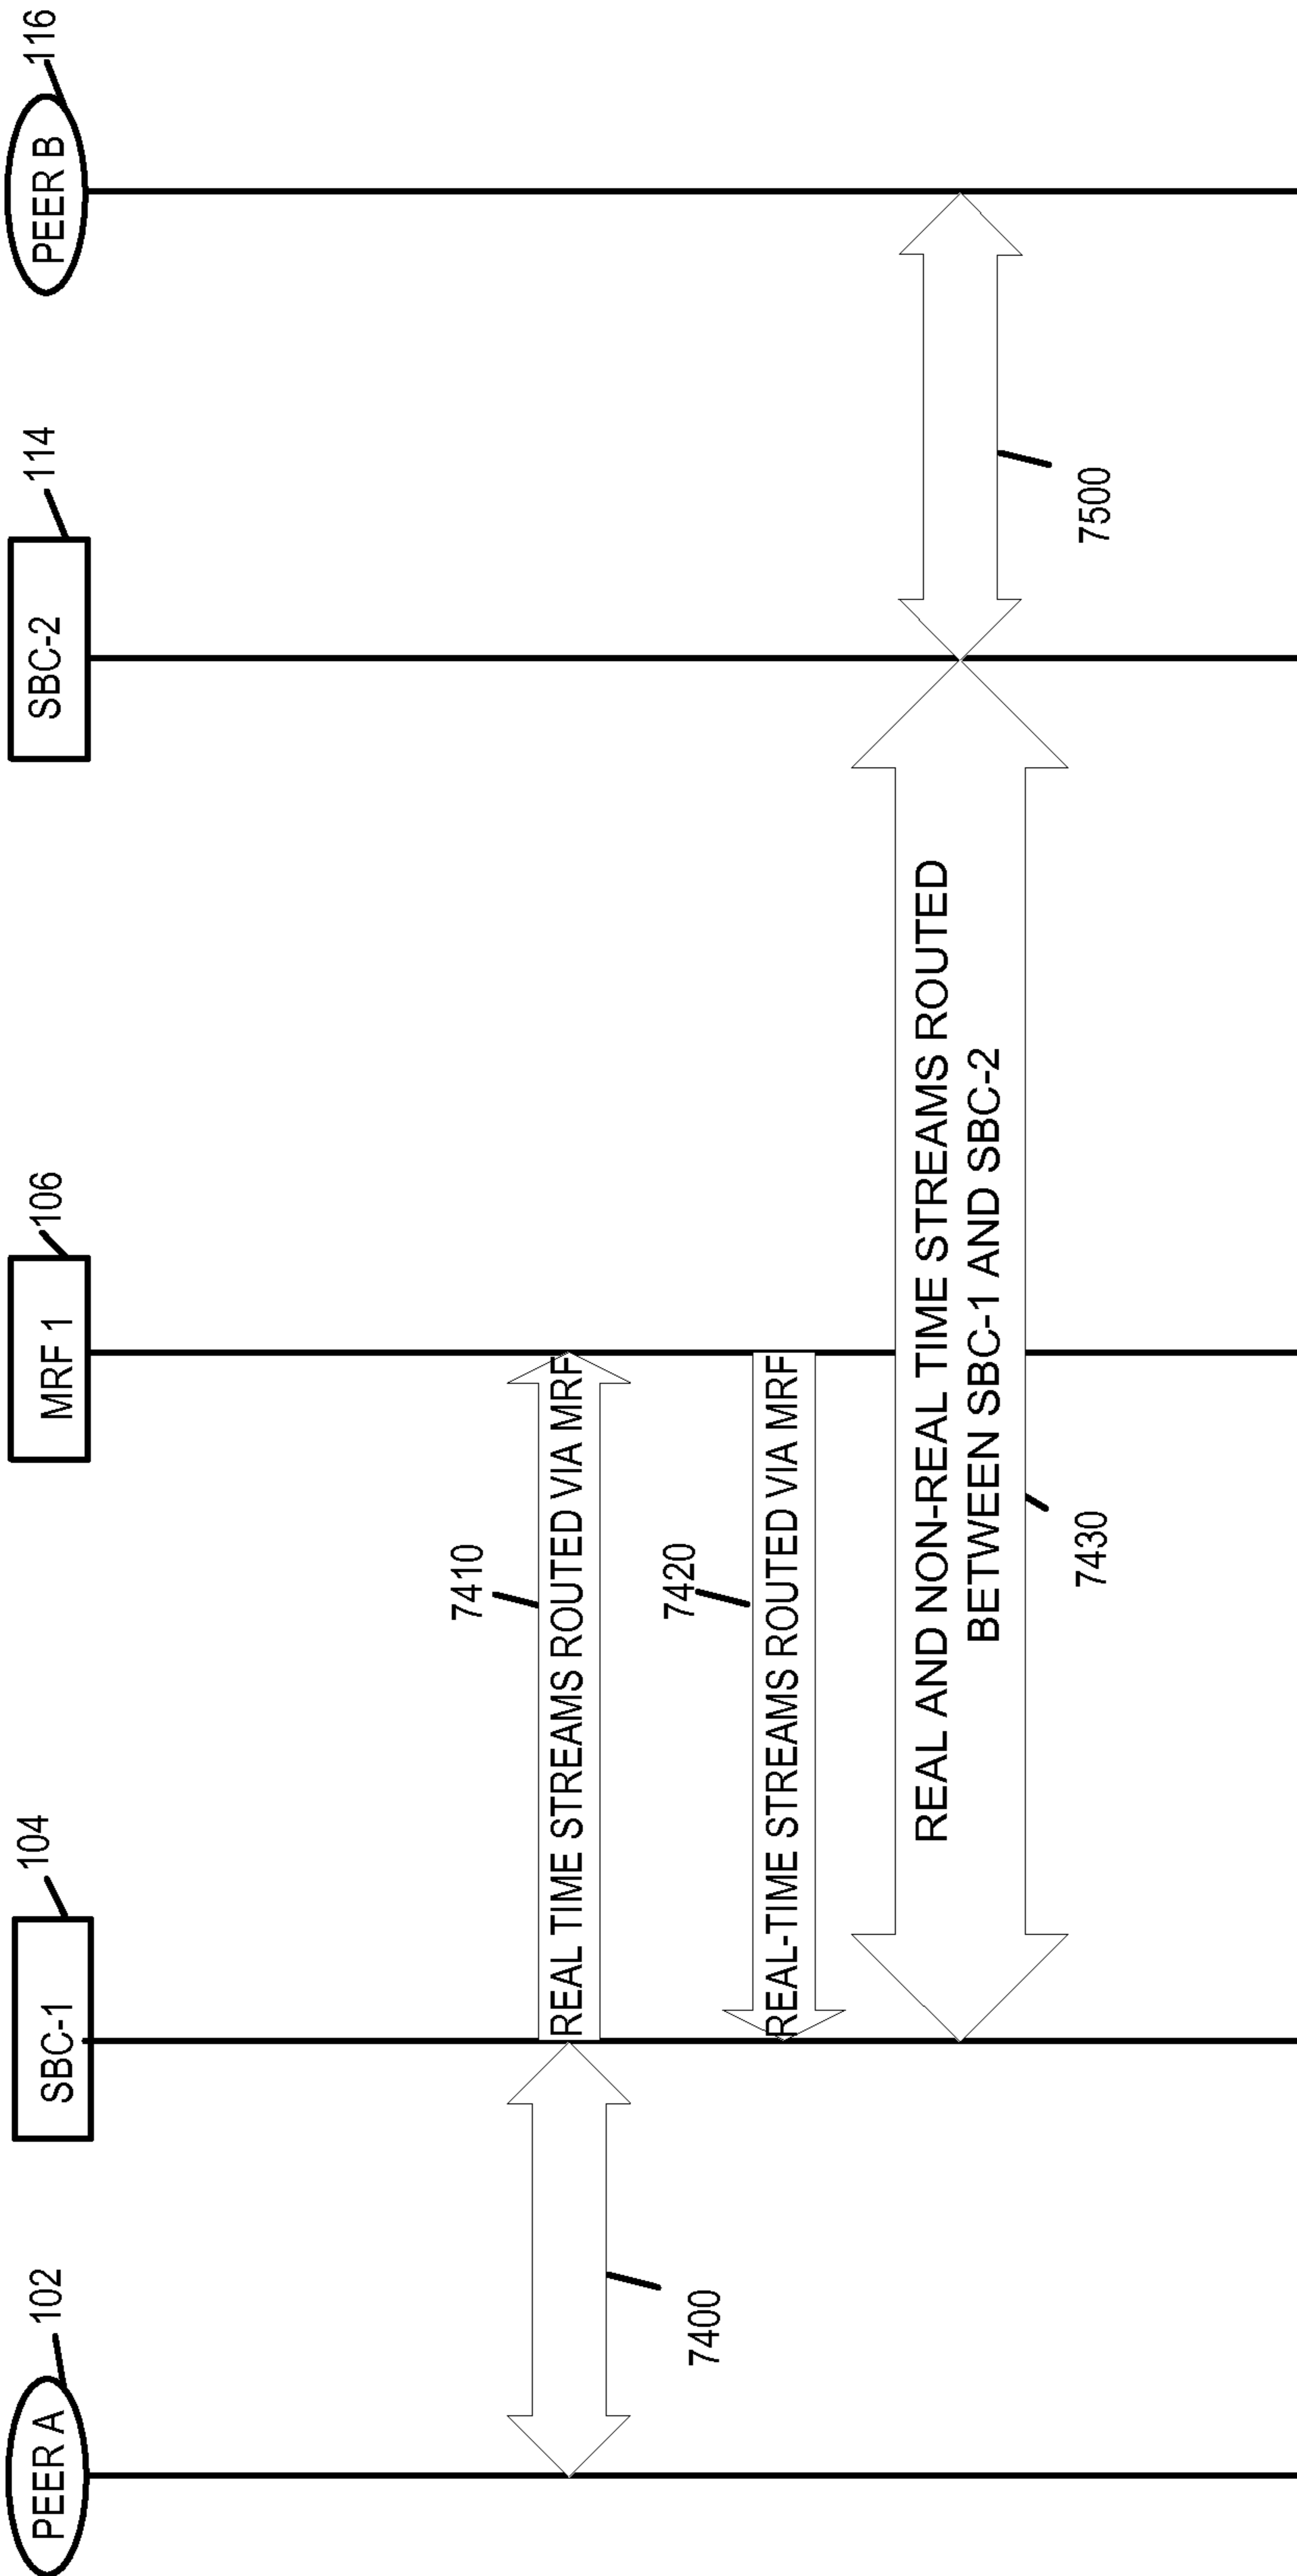 PEER A
102
SBC-1
104
MRF 1
106
SBC-2
114
PEER B
116
7400
7410
REAL TIME STREAMS ROUTED VIA MRF
7420
REAL-TIME STREAMS ROUTED VIA MRF
REAL AND NON-REAL TIME STREAMS ROUTED
BETWEEN SBC-1 AND SBC-2
7430
7500